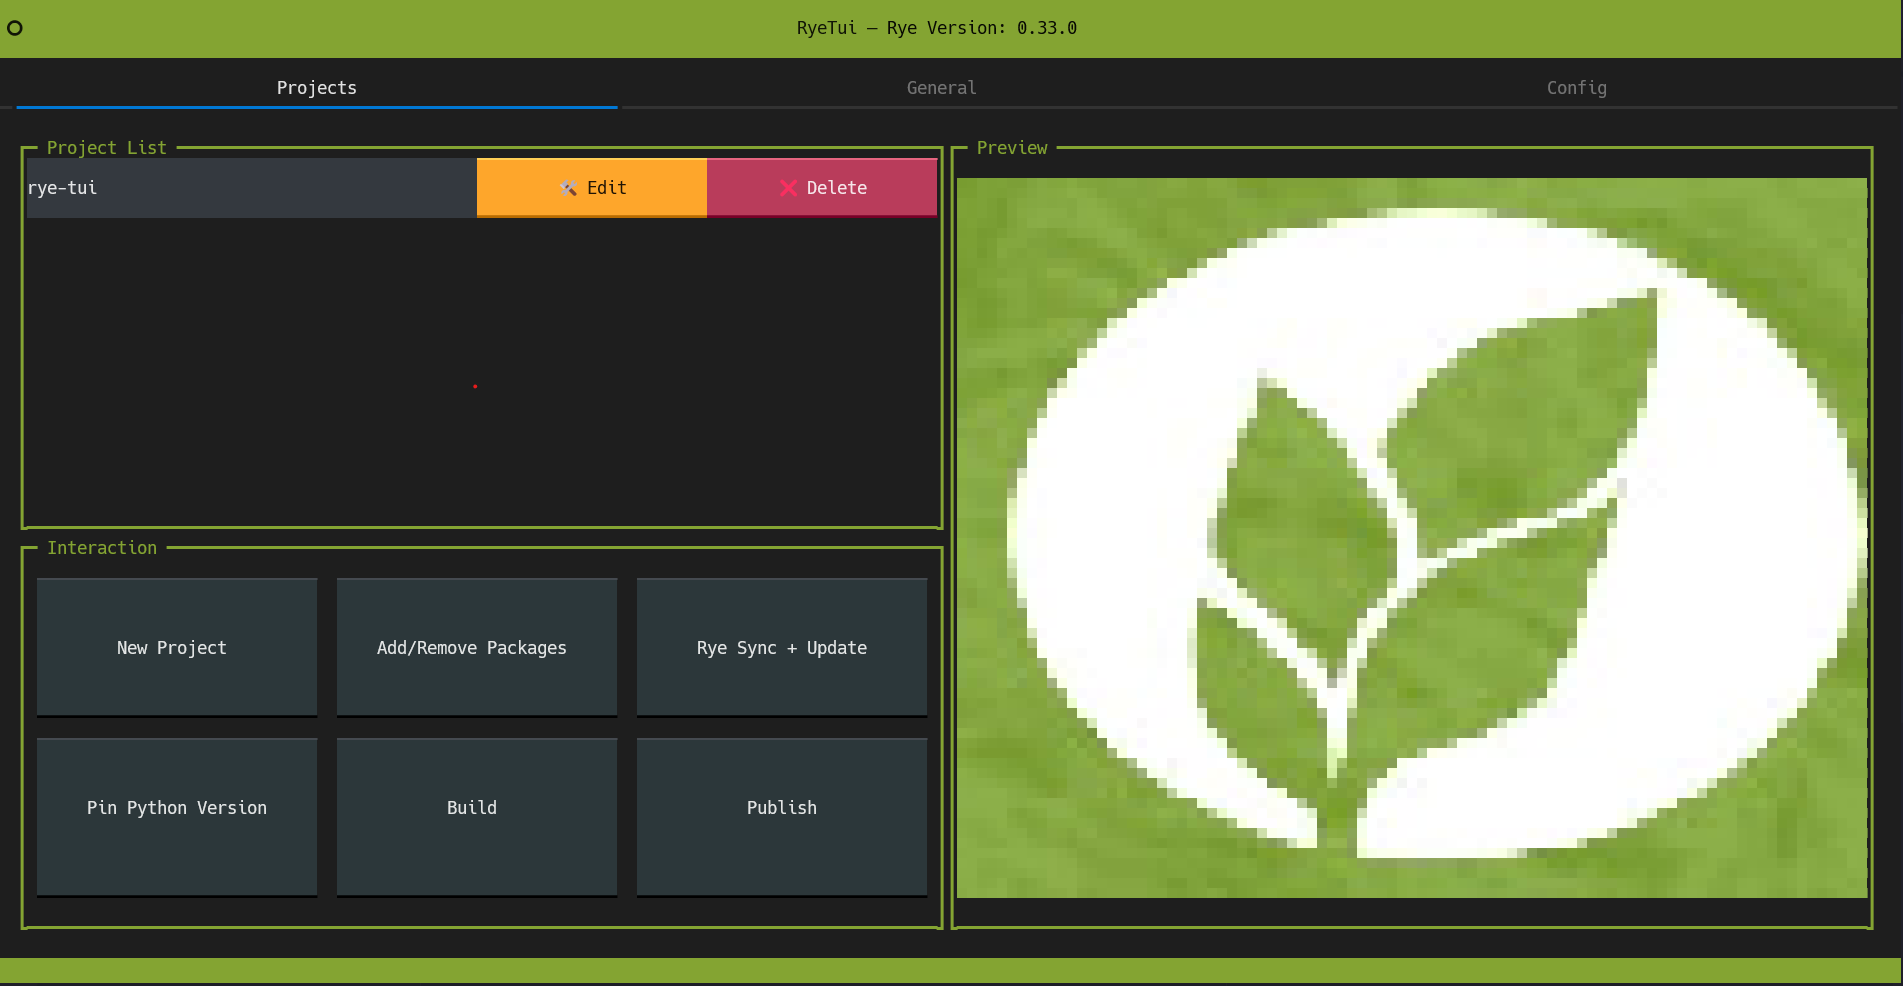 RyeTui — Rye Version: 0.33.0
Projects General Config
Project List
rye-tui 🛠 Edit ❌ Delete
Preview
Interaction
New Project Add/Remove Packages Rye Sync + Update
Pin Python Version Build Publish